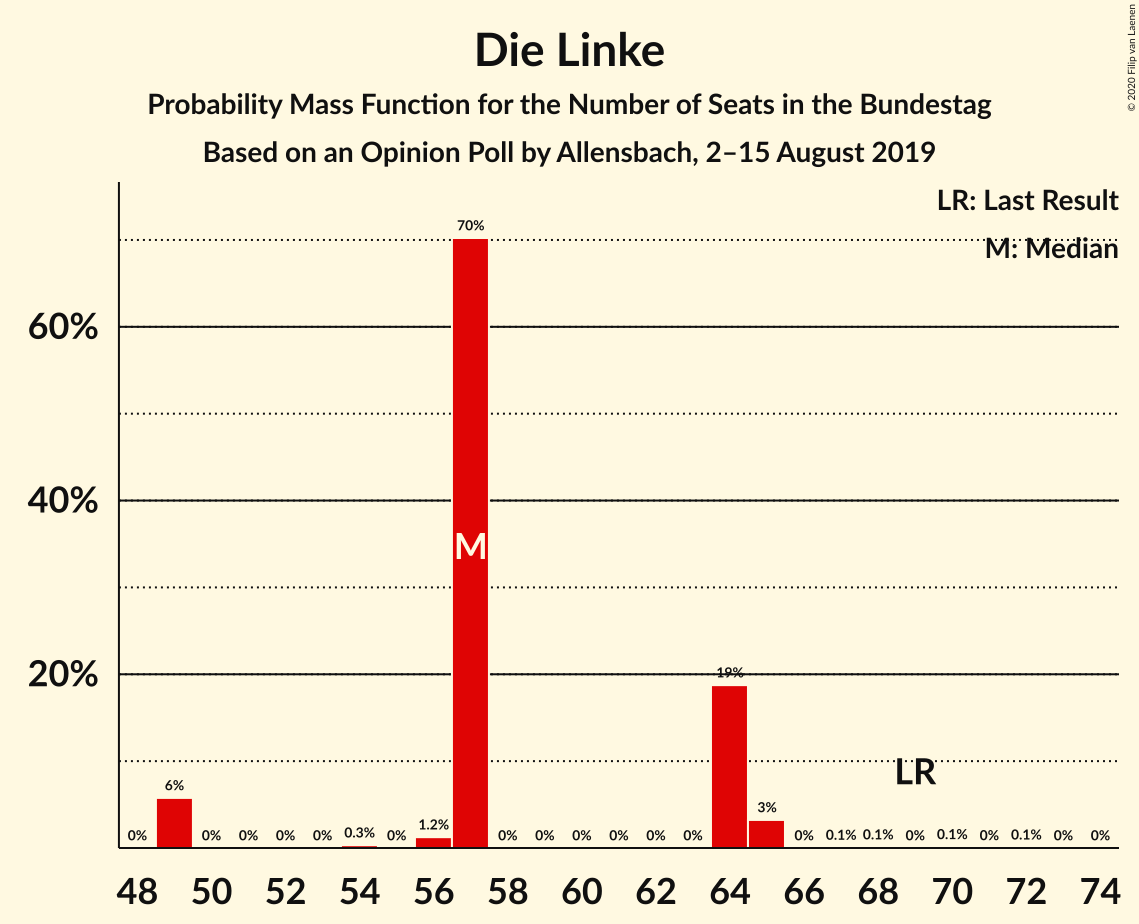 Die Linke
Probability Mass Function for the Number of Seats in the Bundestag
Based on an Opinion Poll by Allensbach, 2–15 August 2019
© 2020 Filip van Laenen
LR: Last Result
M: Median
60%
40%
20%
0% 6% 0% 0% 0% 0% 0.3% 0% 1.2% 70% 0% 0% 0% 0% 0% 0% 19% 3% 0% 0.1% 0.1% 0% 0.1% 0% 0.1% 0% 0%
M
LR
48 50 52 54 56 58 60 62 64 66 68 70 72 74